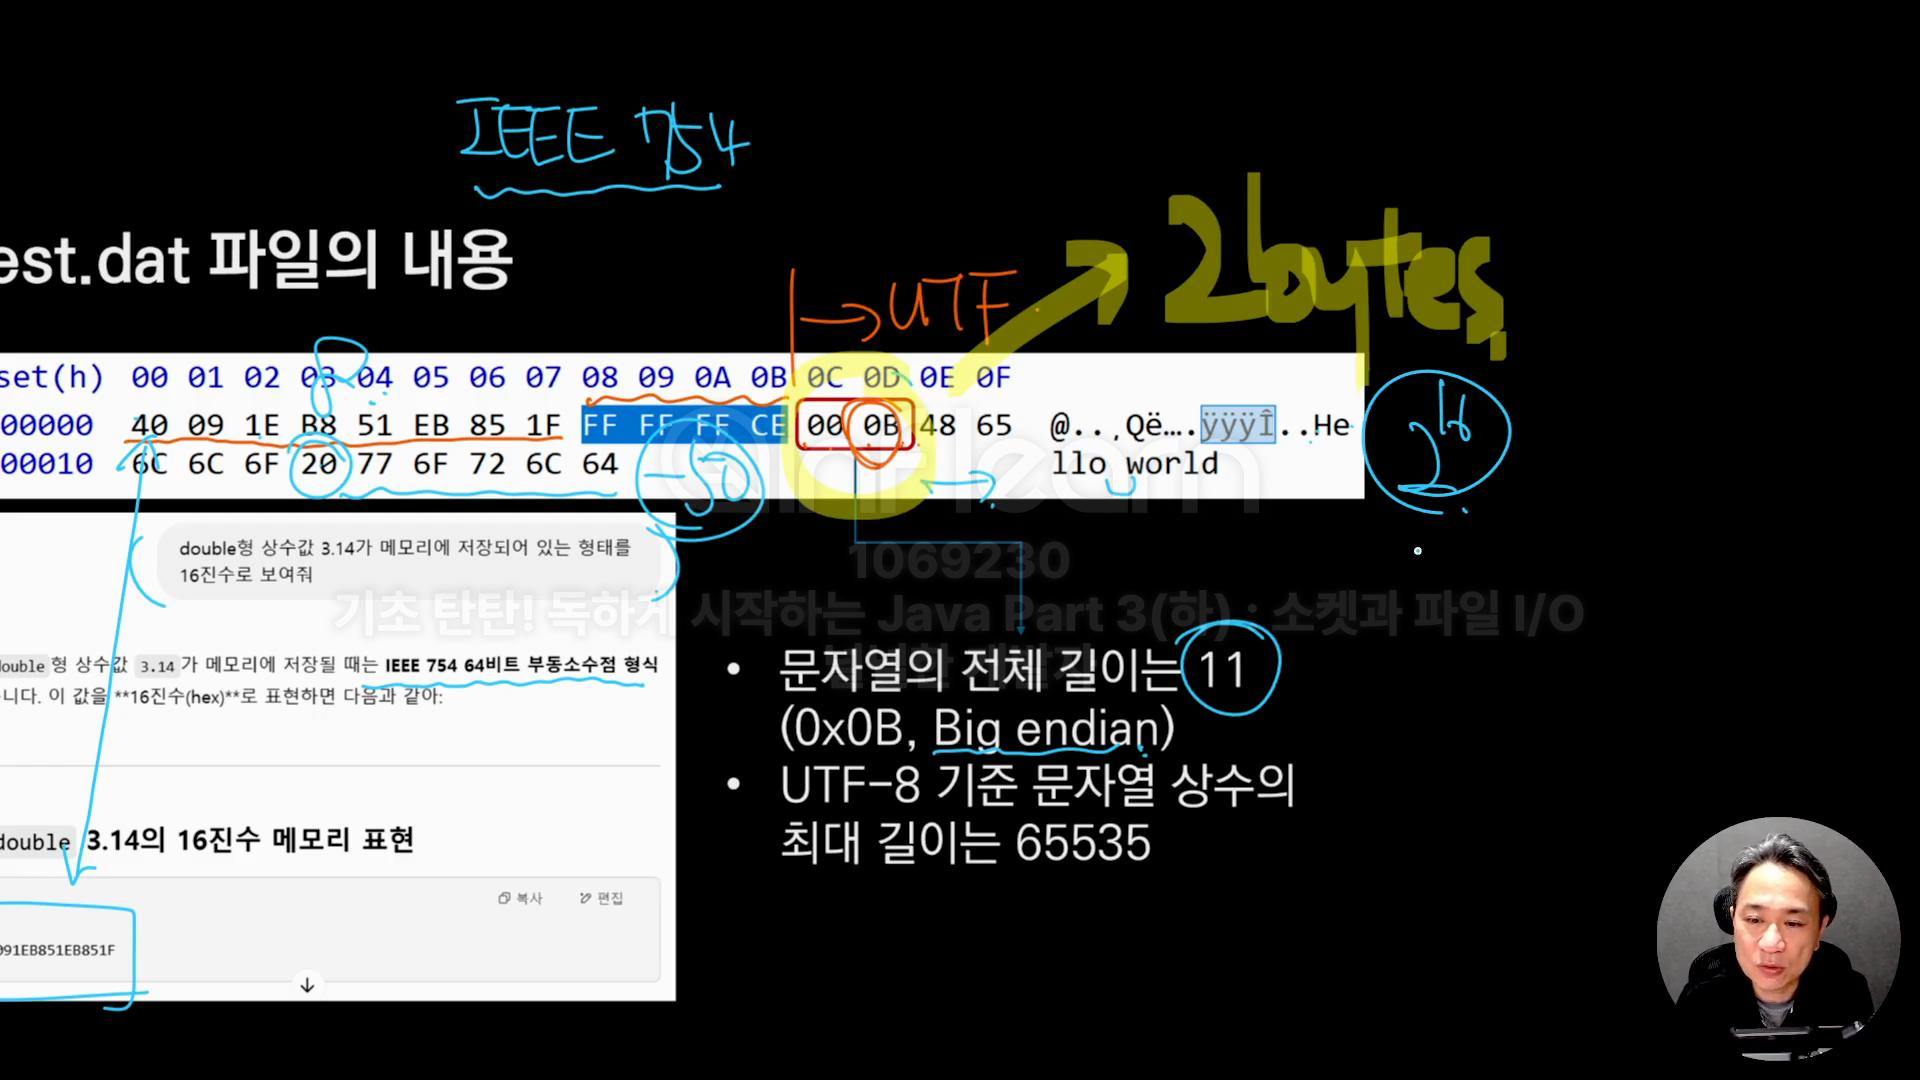 IEEE 754
est.dat 파일의 내용
→ UTF
2bytes
8
set(h) 00 01 02 03 04 05 06 07 08 09 0A 0B 0C 0D 0E 0F
00000 40 09 1E B8 51 EB 85 1F FF FF FF CE 00 0B 48 65 @..¸Që….ÿÿÿÎ..He
00010 6C 6C 6F 20 77 6F 72 6C 64 llo world
-50
2^16
inflearn
1069230
기초 탄탄! 독하게 시작하는 Java Part 3(하) : 소켓과 파일 I/O
double형 상수값 3.14가 메모리에 저장되어 있는 형태를
16진수로 보여줘
double 형 상수값 3.14 가 메모리에 저장될 때는 IEEE 754 64비트 부동소수점 형식
니다. 이 값을 **16진수(hex)**로 표현하면 다음과 같아:
double 3.14의 16진수 메모리 표현
복사 편집
091EB851EB851F
• 문자열의 전체 길이는 11
(0x0B, Big endian)
• UTF-8 기준 문자열 상수의
최대 길이는 65535